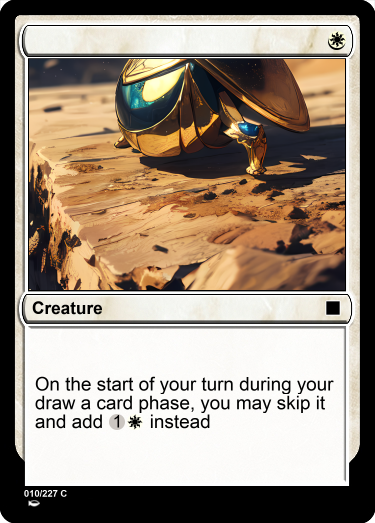 Creature
On the start of your turn during your
draw a card phase, you may skip it
and add 1 instead
010/227 C